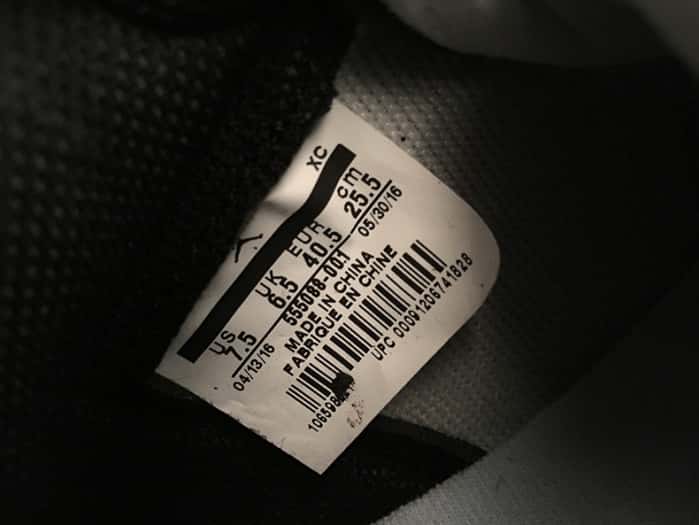 XC
US UK EUR cm
7.5 6.5 40.5 25.5
04/13/16 05/30/16
555088-001
MADE IN CHINA
FABRIQUE EN CHINE
UPC 00091206741828